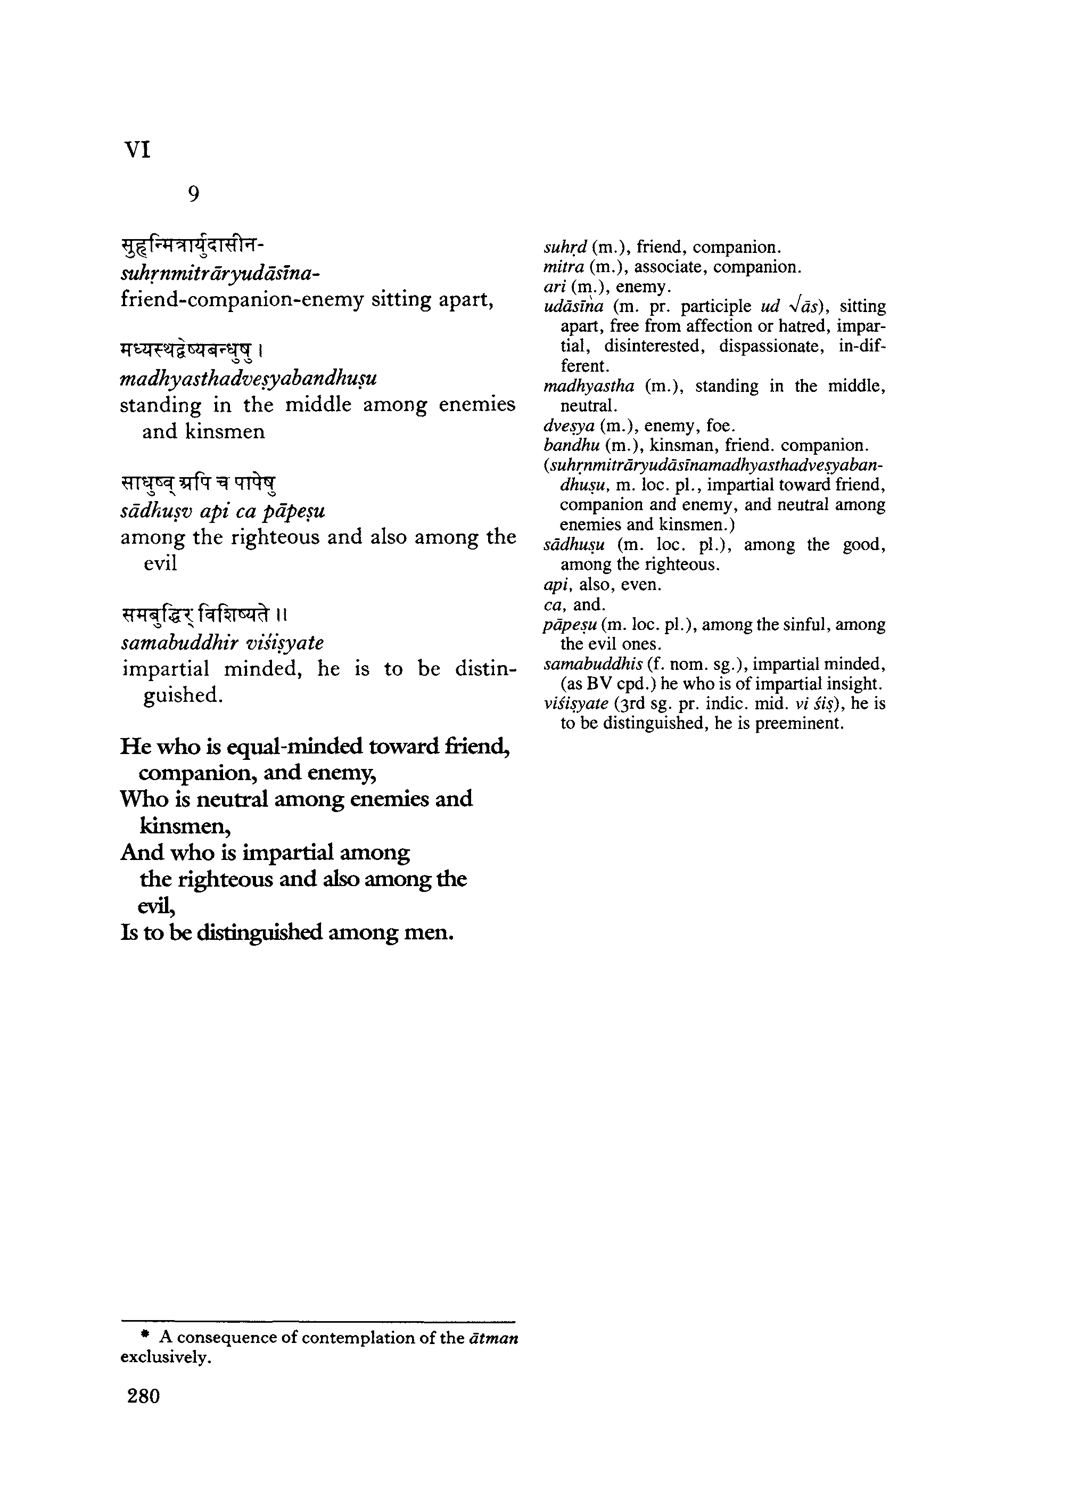 VI
9
सुहृन्मित्रार्युदासीन-
suhṛnmitrāryudāsīna-
friend-companion-enemy sitting apart,
मध्यस्थद्वेष्यबन्धुषु ।
madhyasthadveṣyabandhuṣu
standing in the middle among enemies
and kinsmen
साधुष्व् अपि च पापेषु
sādhuṣv api ca pāpeṣu
among the righteous and also among the
evil
समबुद्धिर् विशिष्यते ॥
samabuddhir viśiṣyate
impartial minded, he is to be distin-
guished.
He who is equal-minded toward friend,
companion, and enemy,
Who is neutral among enemies and
kinsmen,
And who is impartial among
the righteous and also among the
evil,
Is to be distinguished among men.
suhṛd (m.), friend, companion.
mitra (m.), associate, companion.
ari (m.), enemy.
udāsīna (m. pr. participle ud √ās), sitting
apart, free from affection or hatred, impar-
tial, disinterested, dispassionate, in-dif-
ferent.
madhyastha (m.), standing in the middle,
neutral.
dveṣya (m.), enemy, foe.
bandhu (m.), kinsman, friend. companion.
(suhṛnmitrāryudāsīnamadhyasthadveṣyaban-
dhuṣu, m. loc. pl., impartial toward friend,
companion and enemy, and neutral among
enemies and kinsmen.)
sādhuṣu (m. loc. pl.), among the good,
among the righteous.
api, also, even.
ca, and.
pāpeṣu (m. loc. pl.), among the sinful, among
the evil ones.
samabuddhis (f. nom. sg.), impartial minded,
(as BV cpd.) he who is of impartial insight.
viśiṣyate (3rd sg. pr. indic. mid. vi śiṣ), he is
to be distinguished, he is preeminent.
* A consequence of contemplation of the ātman
exclusively.
280